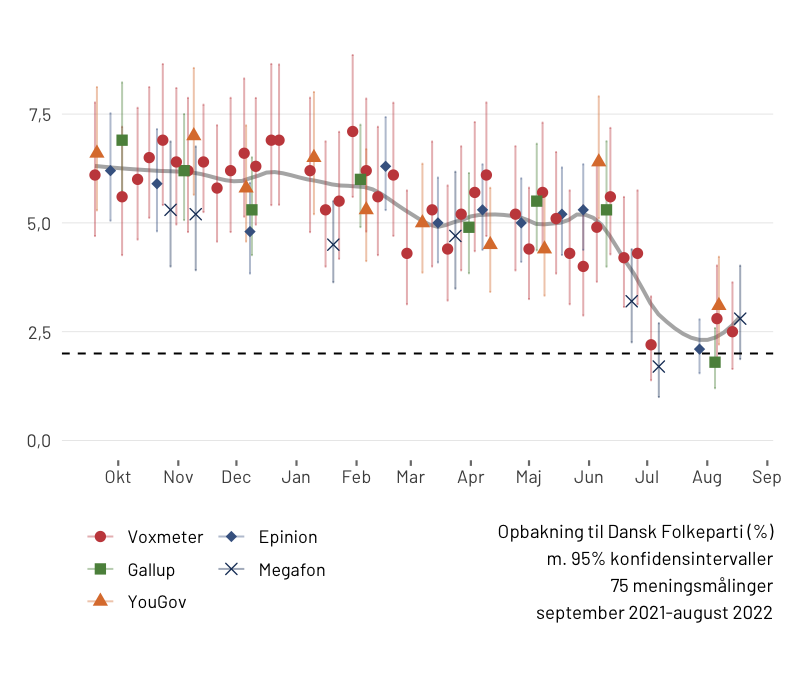 7,5
5,0
2,5
0,0
Okt Nov Dec Jan Feb Mar Apr Maj Jun Jul Aug Sep
Voxmeter Epinion
Gallup Megafon
YouGov
Opbakning til Dansk Folkeparti (%)
m. 95% konfidensintervaller
75 meningsmålinger
september 2021-august 2022